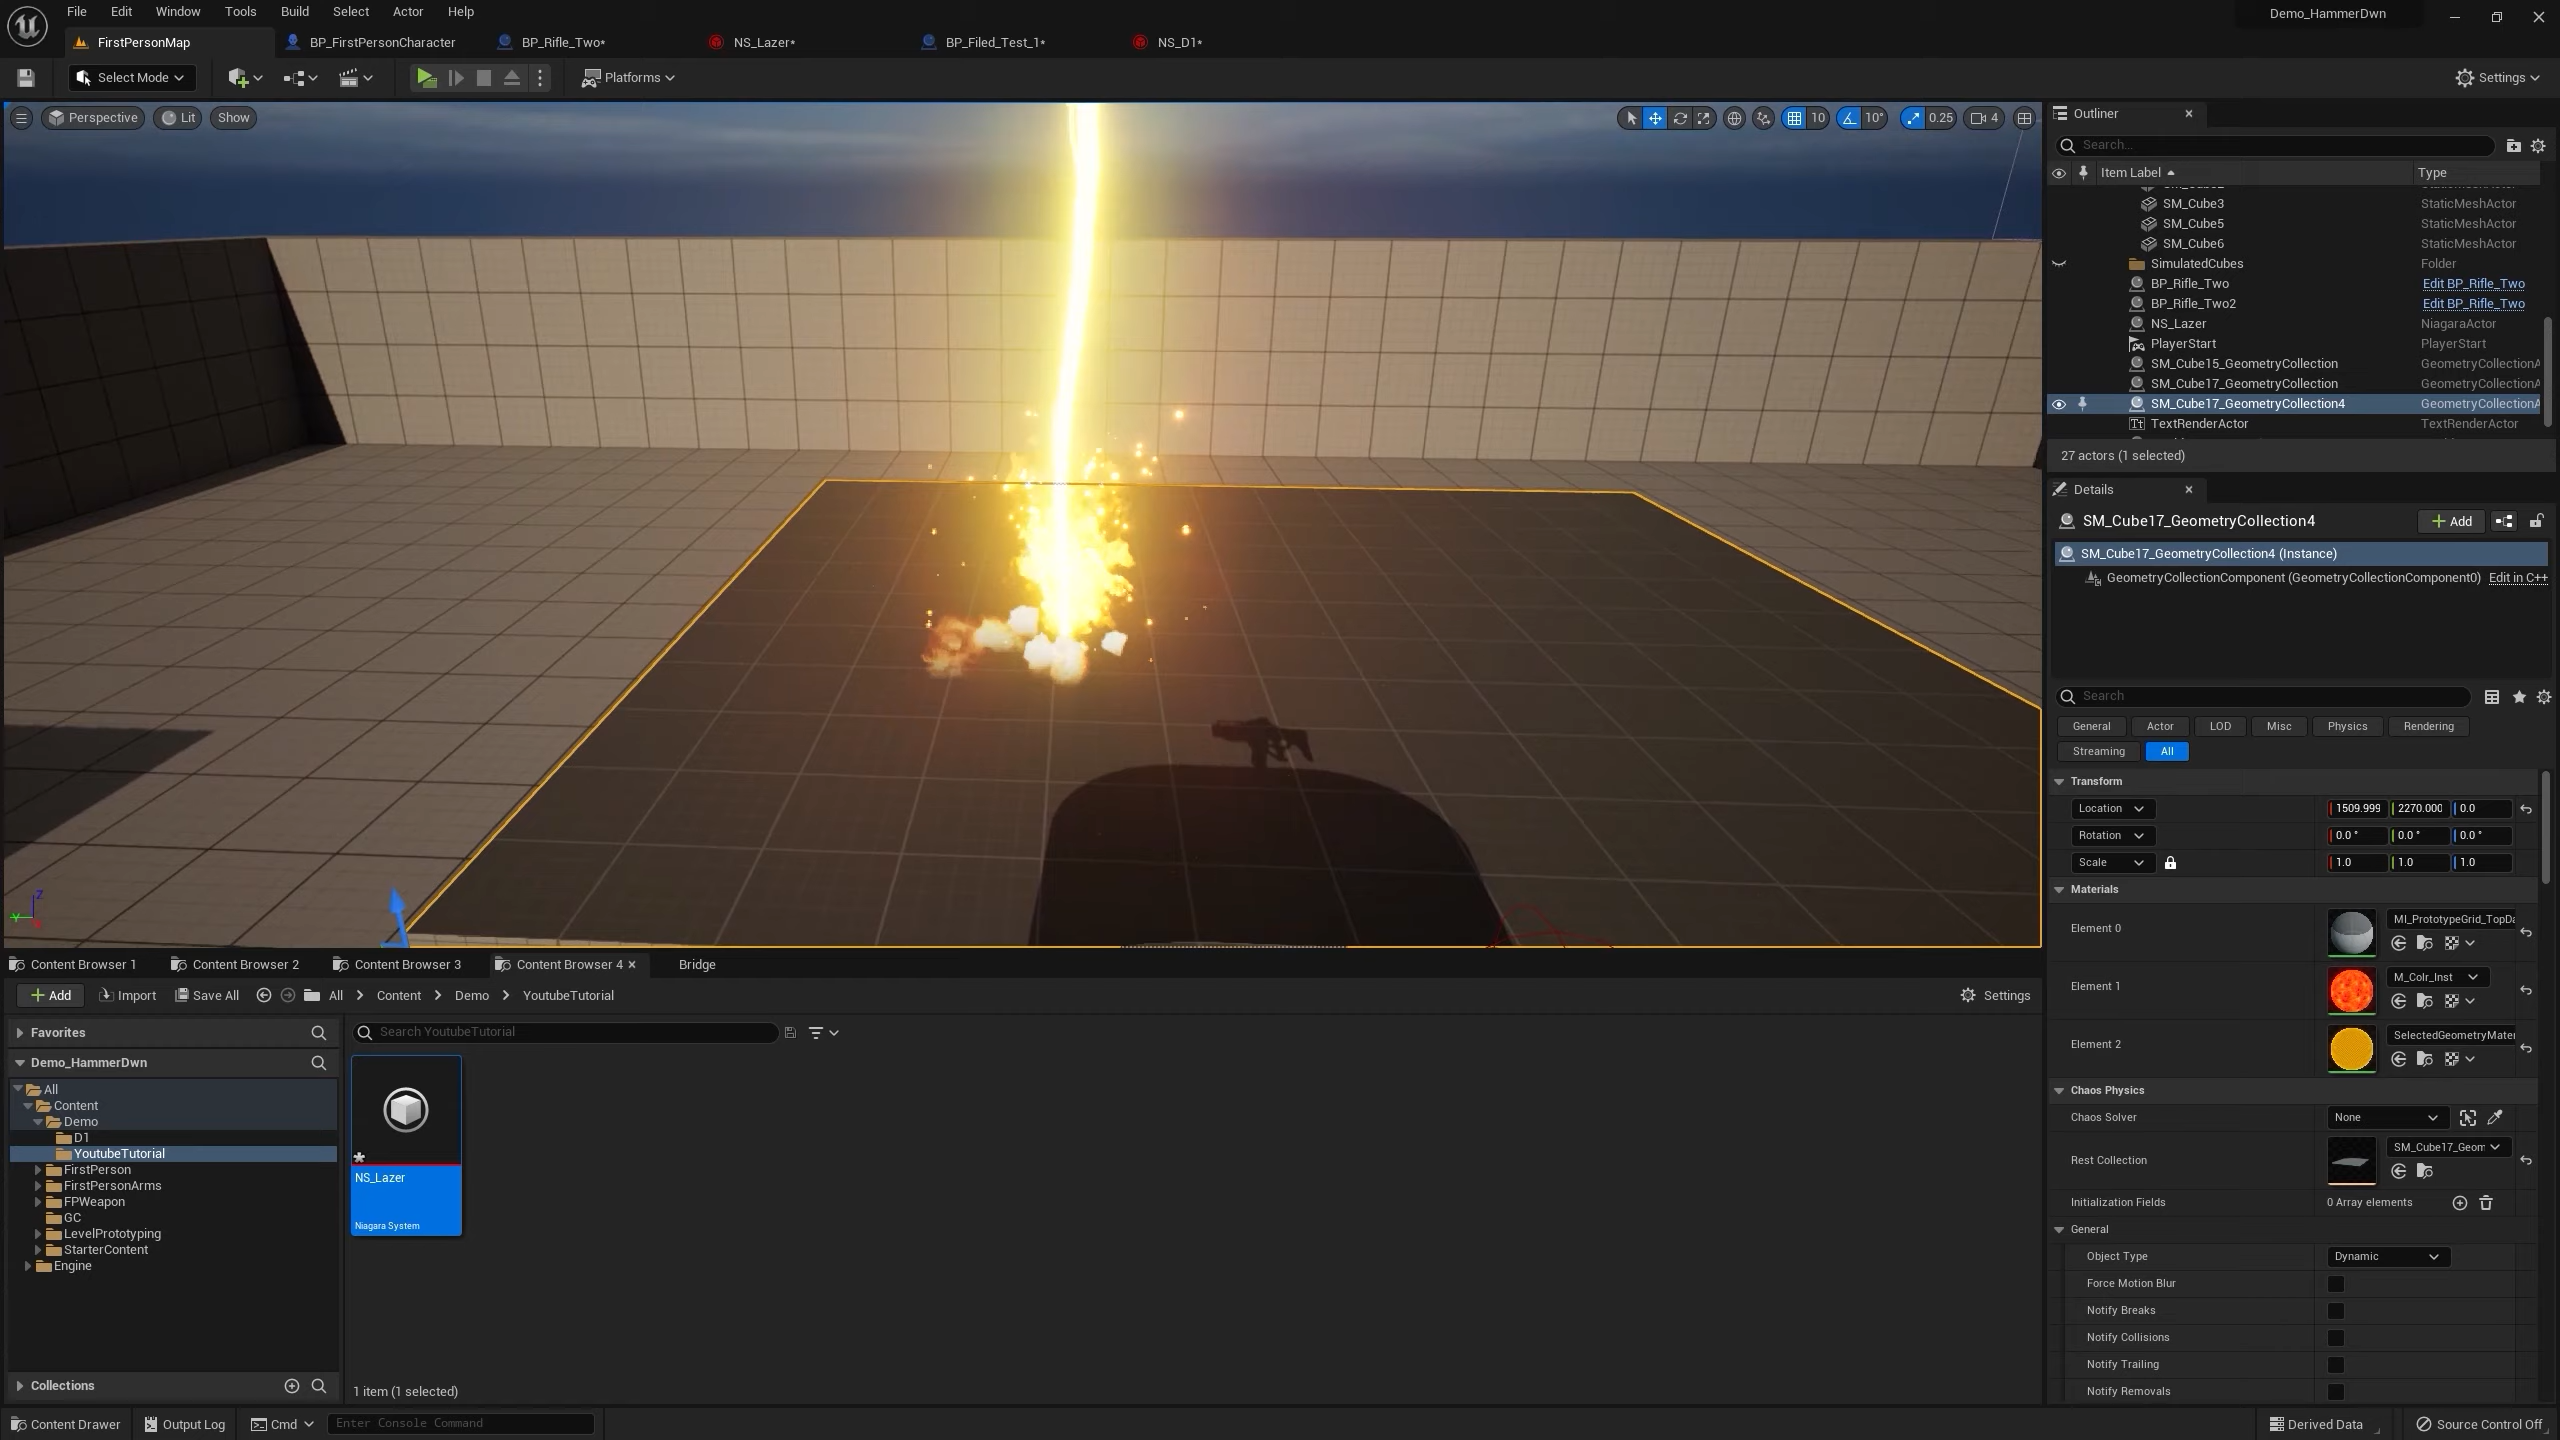 File Edit Window Tools Build Select Actor Help
Demo_HammerDwn
FirstPersonMap
BP_FirstPersonCharacter
BP_Rifle_Two*
NS_Lazer*
BP_Filed_Test_1*
NS_D1*
Select Mode
Platforms
Settings
Perspective
Lit
Show
10
10°
0.25
4
Outliner
Search...
Item Label
Type
SM_Cube3 StaticMeshActor
SM_Cube5 StaticMeshActor
SM_Cube6 StaticMeshActor
SimulatedCubes Folder
BP_Rifle_Two Edit BP_Rifle_Two
BP_Rifle_Two2 Edit BP_Rifle_Two
NS_Lazer NiagaraActor
PlayerStart PlayerStart
SM_Cube15_GeometryCollection GeometryCollectionA
SM_Cube17_GeometryCollection GeometryCollectionA
SM_Cube17_GeometryCollection4 GeometryCollectionA
TextRenderActor TextRenderActor
27 actors (1 selected)
Details
SM_Cube17_GeometryCollection4
Add
SM_Cube17_GeometryCollection4 (Instance)
GeometryCollectionComponent (GeometryCollectionComponent0) Edit in C++
Search
General Actor LOD Misc Physics Rendering
Streaming All
Transform
Location 1509.999 2270.000 0.0
Rotation 0.0 ° 0.0 ° 0.0 °
Scale 1.0 1.0 1.0
Materials
Element 0
MI_PrototypeGrid_TopDa
Element 1
M_Colr_Inst
Element 2
SelectedGeometryMater
Chaos Physics
Chaos Solver None
Rest Collection
SM_Cube17_Geom
Initialization Fields 0 Array elements
General
Object Type Dynamic
Force Motion Blur
Notify Breaks
Notify Collisions
Notify Trailing
Notify Removals
z
Y
Content Browser 1
Content Browser 2
Content Browser 3
Content Browser 4
Bridge
Add
Import
Save All
All > Content > Demo > YoutubeTutorial
Settings
Favorites
Search YoutubeTutorial
Demo_HammerDwn
All
Content
Demo
D1
YoutubeTutorial
FirstPerson
FirstPersonArms
FPWeapon
GC
LevelPrototyping
StarterContent
Engine
NS_Lazer
Niagara System
Collections
1 item (1 selected)
Content Drawer
Output Log
Cmd
Enter Console Command
Derived Data
Source Control Off